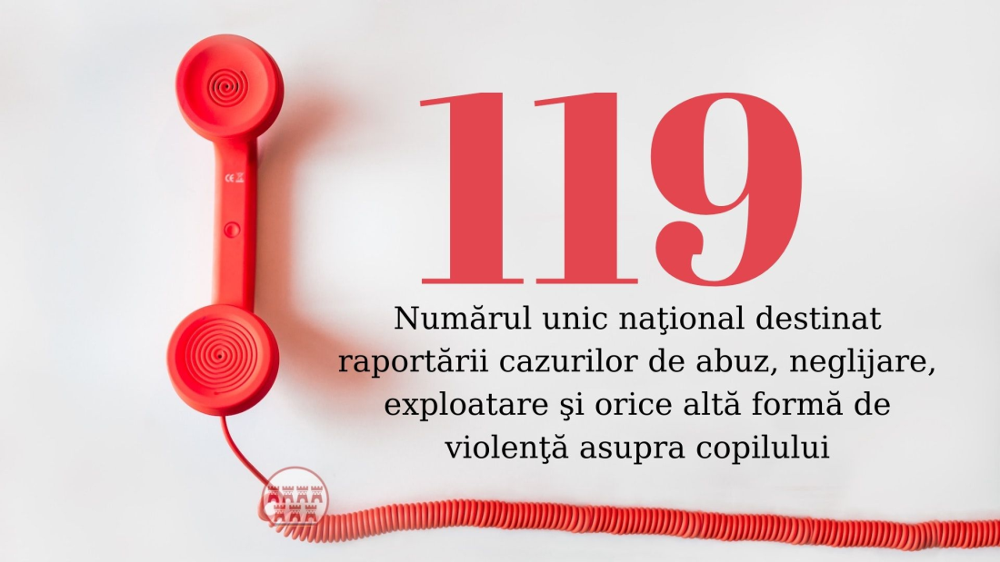 119
Numărul unic naţional destinat
raportării cazurilor de abuz, neglijare,
exploatare şi orice altă formă de
violenţă asupra copilului